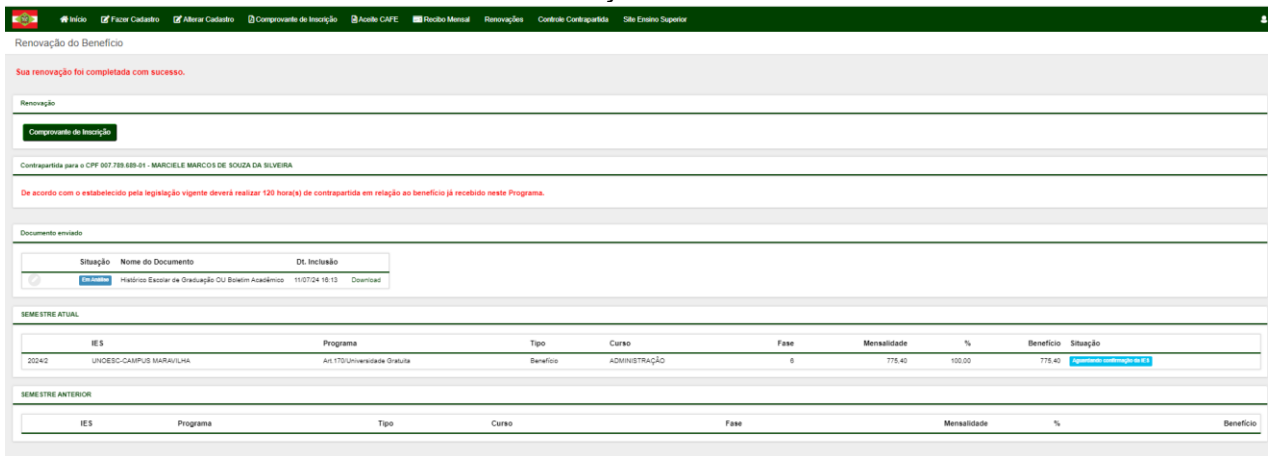 Início Fazer Cadastro Alterar Cadastro Comprovante de Inscrição Aceite CAFE Recibo Mensal Renovações Controle Contrapartida Site Ensino Superior
Renovação do Benefício
Sua renovação foi completada com sucesso.
Renovação
Comprovante de Inscrição
Contrapartida para o CPF 007.789.689-01 - MARCIELE MARCOS DE SOUZA DA SILVEIRA
De acordo com o estabelecido pela legislação vigente deverá realizar 120 hora(s) de contrapartida em relação ao benefício já recebido neste Programa.
Documento enviado
Situação Nome do Documento Dt. Inclusão
Em Análise Histórico Escolar de Graduação OU Boletim Acadêmico 11/07/24 16:13 Download
SEMESTRE ATUAL
IES Programa Tipo Curso Fase Mensalidade % Benefício Situação
2024/2 UNOESC-CAMPUS MARAVILHA Art.170/Universidade Gratuita Benefício ADMINISTRAÇÃO 6 775,40 100,00 775,40 Aguardando confirmação da IES
SEMESTRE ANTERIOR
IES Programa Tipo Curso Fase Mensalidade % Benefício